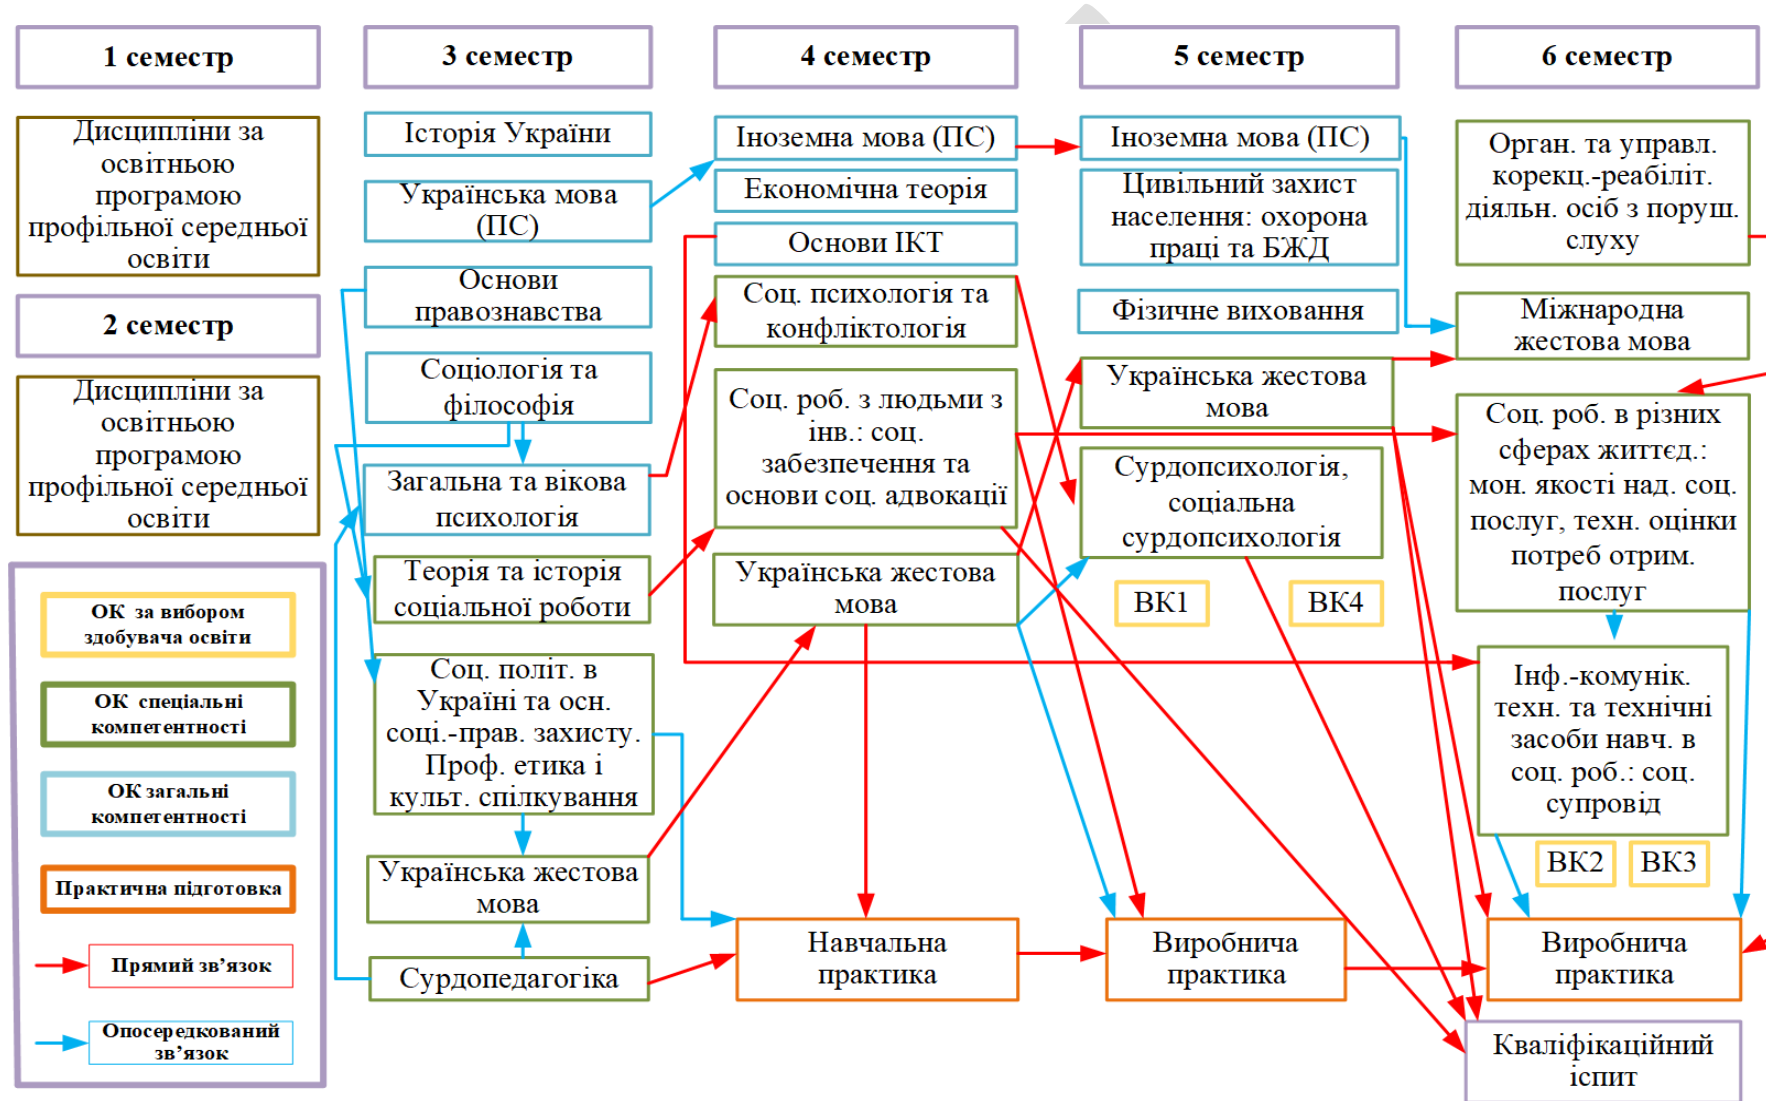 1 семестр
Дисципліни за
освітньою
програмою
профільної середньої
освіти
2 семестр
Дисципліни за
освітньою
програмою
профільної середньої
освіти
ОК за вибором
здобувача освіти
ОК спеціальні
компетентності
ОК загальні
компетентності
Практична підготовка
Прямий зв’язок
Опосередкований
зв’язок
3 семестр
Історія України
Українська мова
(ПС)
Основи
правознавства
Соціологія та
філософія
Загальна та вікова
психологія
Теорія та історія
соціальної роботи
Соц. політ. в
Україні та осн.
соці.-прав. захисту.
Проф. етика і
культ. спілкування
Українська жестова
мова
Сурдопедагогіка
4 семестр
Іноземна мова (ПС)
Економічна теорія
Основи ІКТ
Соц. психологія та
конфліктологія
Соц. роб. з людьми з
інв.: соц.
забезпечення та
основи соц. адвокації
Українська жестова
мова
Навчальна
практика
5 семестр
Іноземна мова (ПС)
Цивільний захист
населення: охорона
праці та БЖД
Фізичне виховання
Українська жестова
мова
Сурдопсихологія,
соціальна
сурдопсихологія
ВК1
ВК4
Виробнича
практика
6 семестр
Орган. та управл.
корекц.-реабіліт.
діяльн. осіб з поруш.
слуху
Міжнародна
жестова мова
Соц. роб. в різних
сферах життєд.:
мон. якості над. соц.
послуг, техн. оцінки
потреб отрим.
послуг
Інф.-комунік.
техн. та технічні
засоби навч. в
соц. роб.: соц.
супровід
ВК2
ВК3
Виробнича
практика
Кваліфікаційний
іспит